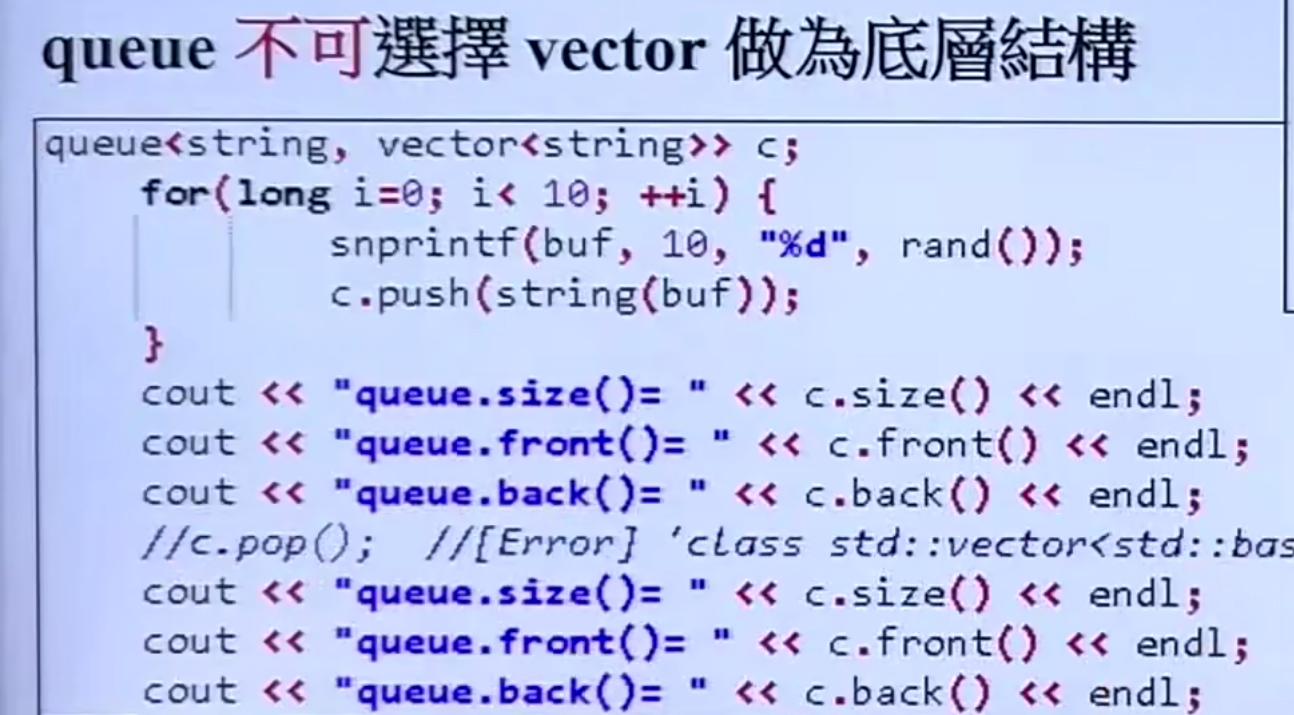 queue 不可選擇 vector 做為底層結構
queue<string, vector<string>> c;
for(long i=0; i< 10; ++i) {
snprintf(buf, 10, "%d", rand());
c.push(string(buf));
}
cout << "queue.size()= " << c.size() << endl;
cout << "queue.front()= " << c.front() << endl;
cout << "queue.back()= " << c.back() << endl;
//c.pop(); //[Error] 'class std::vector<std::bas
cout << "queue.size()= " << c.size() << endl;
cout << "queue.front()= " << c.front() << endl;
cout << "queue.back()= " << c.back() << endl;